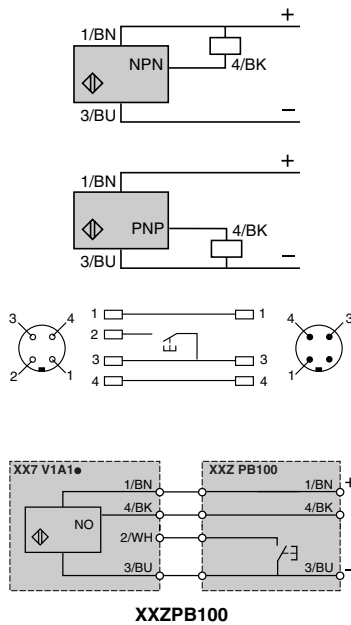 +
1/BN
NPN
4/BK
3/BU
−
+
1/BN
4/BK
PNP
3/BU
−
3 4
2 1
1 1
2
3 3
4 4
4 3
1
XX7 V1A1● XXZ PB100
1/BN 1/BN +
4/BK 4/BK
NO
2/WH
3/BU 3/BU −
XXZPB100